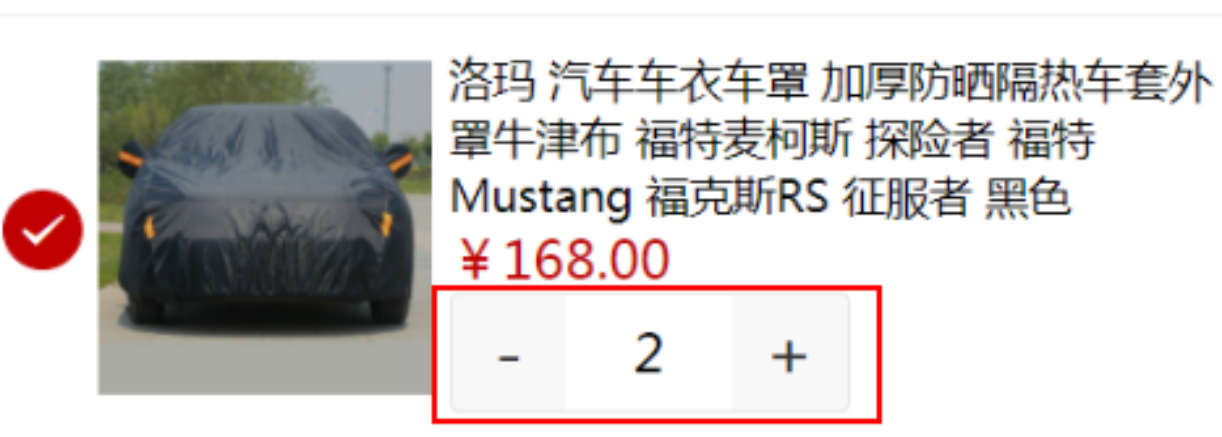 洛玛 汽车车衣车罩 加厚防晒隔热车套外
罩牛津布 福特麦柯斯 探险者 福特
Mustang 福克斯RS 征服者 黑色
￥168.00
- 2 +